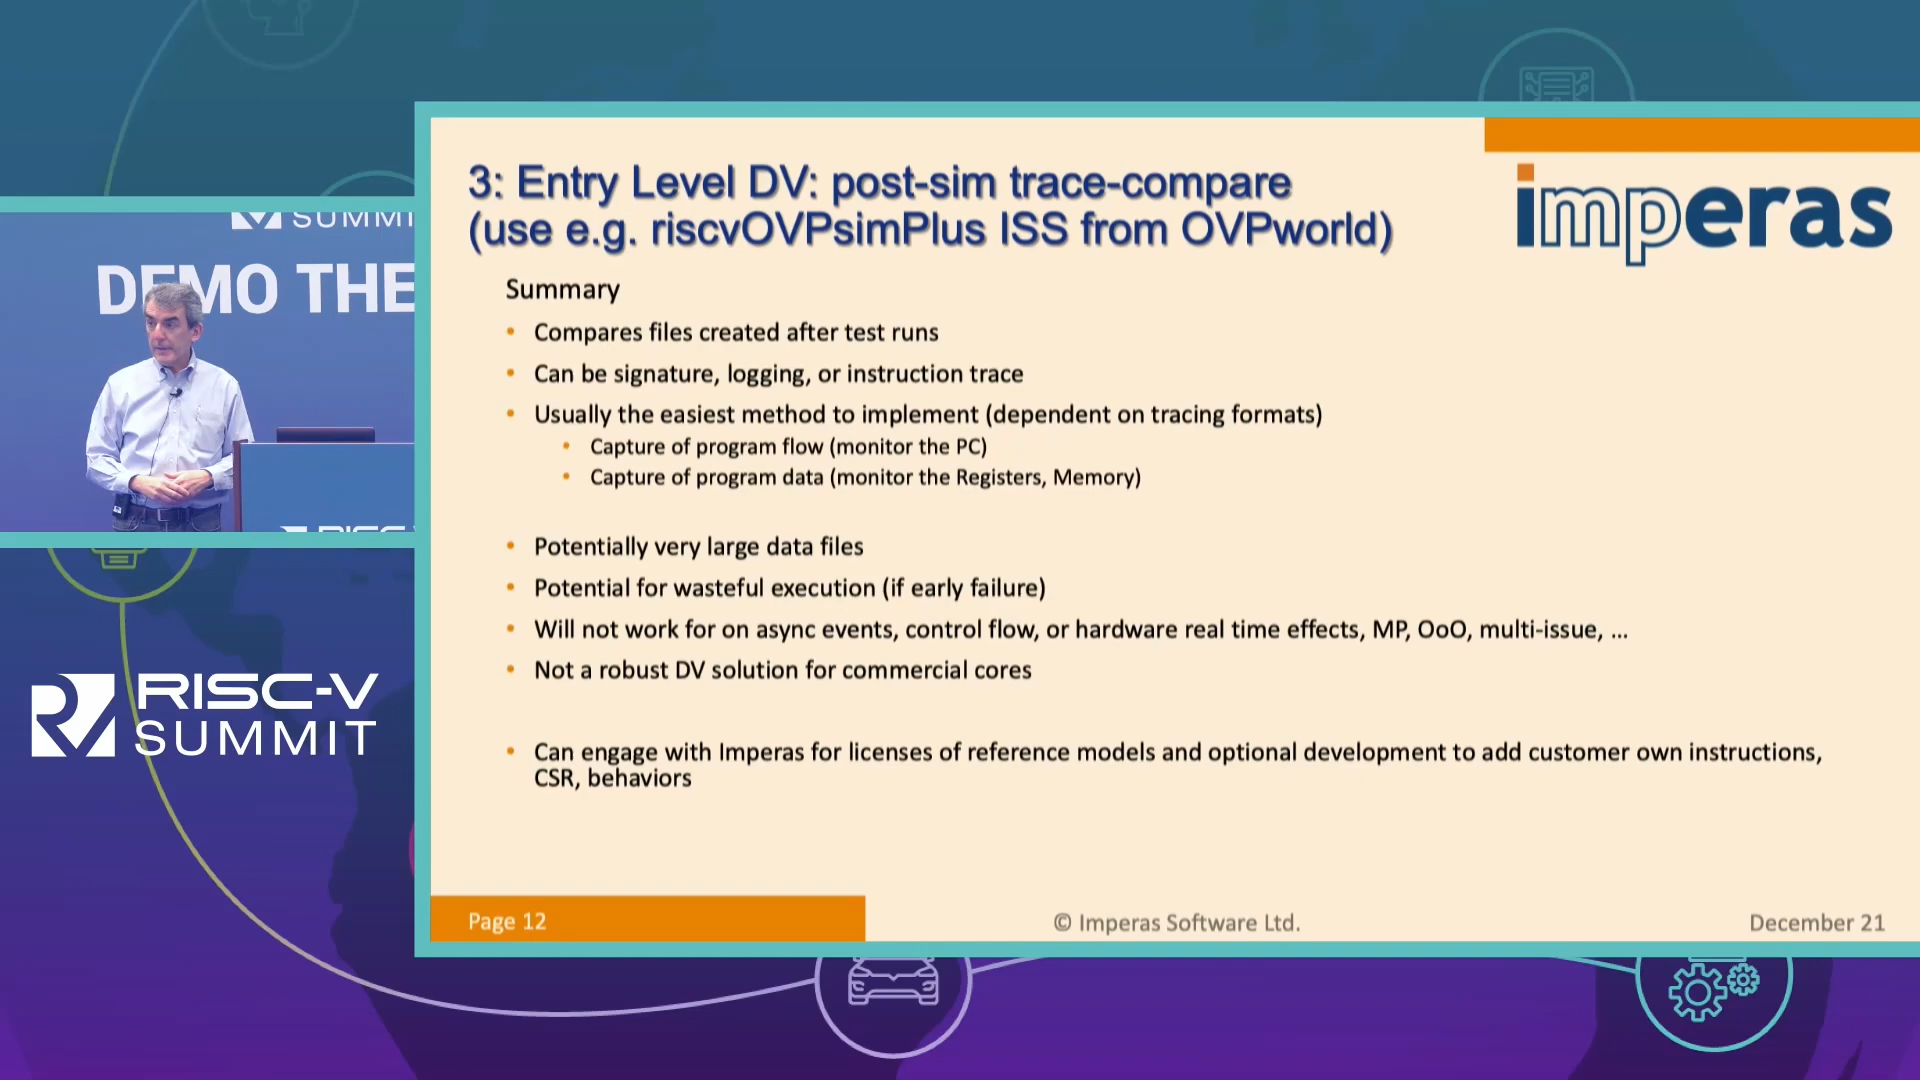 SUMMI
DEMO THE
RISC-V
RISC-V
SUMMIT
3: Entry Level DV: post-sim trace-compare
(use e.g. riscvOVPsimPlus ISS from OVPworld)
imperas
Summary
• Compares files created after test runs
• Can be signature, logging, or instruction trace
• Usually the easiest method to implement (dependent on tracing formats)
• Capture of program flow (monitor the PC)
• Capture of program data (monitor the Registers, Memory)
• Potentially very large data files
• Potential for wasteful execution (if early failure)
• Will not work for on async events, control flow, or hardware real time effects, MP, OoO, multi-issue, ...
• Not a robust DV solution for commercial cores
• Can engage with Imperas for licenses of reference models and optional development to add customer own instructions,
CSR, behaviors
Page 12
© Imperas Software Ltd.
December 21